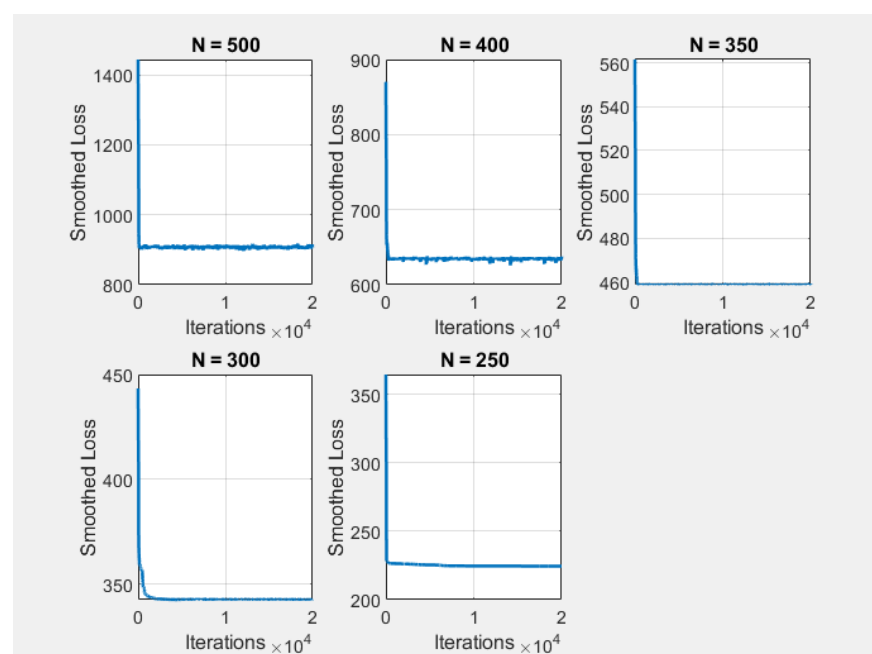 N = 500
1400
1200
1000
800
Smoothed Loss
0
1
2
Iterations
×10^4
N = 400
900
800
700
600
Smoothed Loss
0
1
2
Iterations
×10^4
N = 350
560
540
520
500
480
460
Smoothed Loss
0
1
2
Iterations
×10^4
N = 300
450
400
350
Smoothed Loss
0
1
2
Iterations
×10^4
N = 250
350
300
250
200
Smoothed Loss
0
1
2
Iterations
×10^4